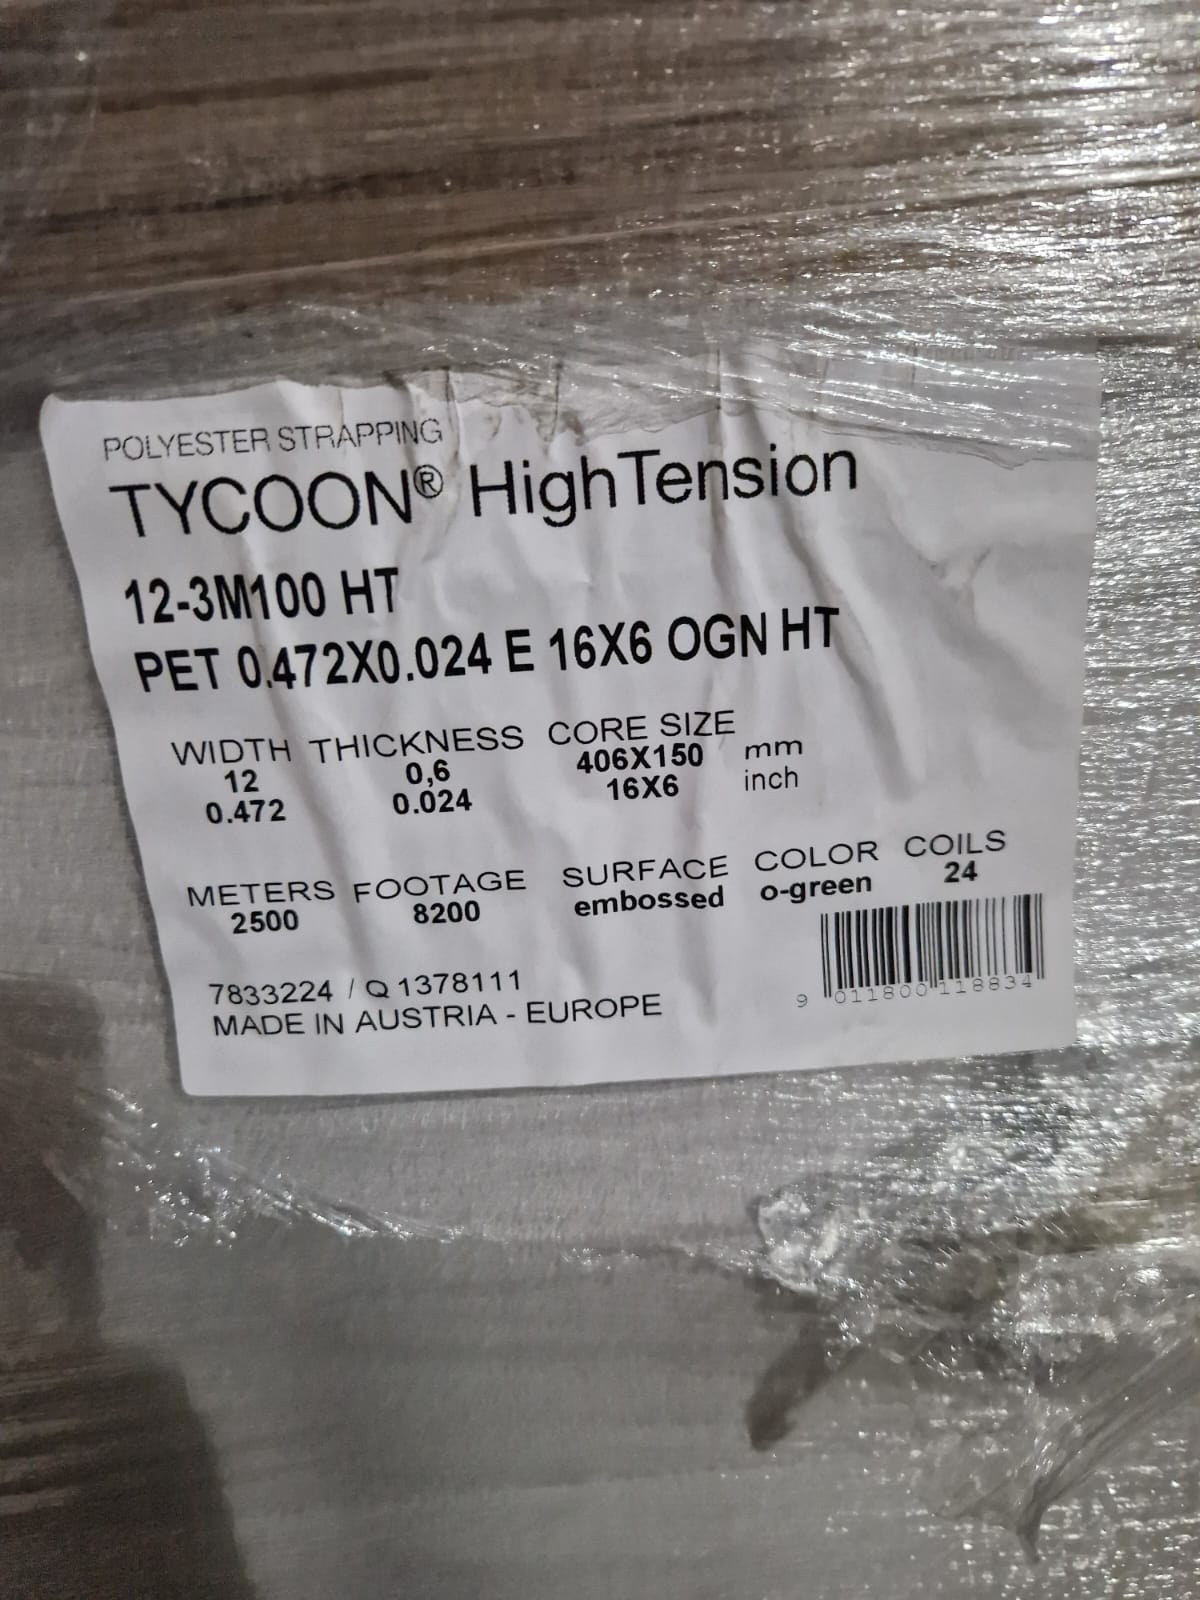 POLYESTER STRAPPING
TYCOON® HighTension
12-3M100 HT
PET 0.472X0.024 E 16X6 OGN HT
WIDTH THICKNESS CORE SIZE
12 0,6 406X150 mm
0.472 0.024 16X6 inch
METERS FOOTAGE SURFACE COLOR COILS
2500 8200 embossed o-green 24
7833224 / Q 1378111
MADE IN AUSTRIA - EUROPE
9 011800 118834